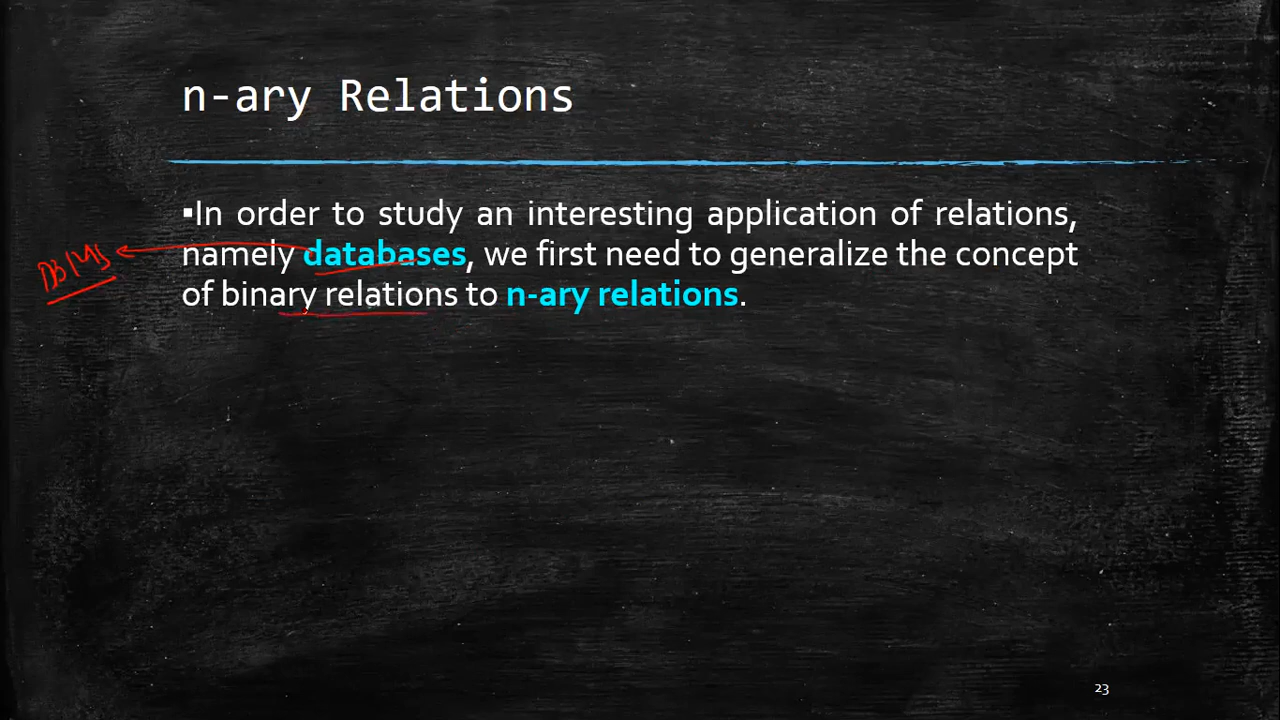 n-ary Relations
▪In order to study an interesting application of relations,
namely databases, we first need to generalize the concept
of binary relations to n-ary relations.
DBMS
23